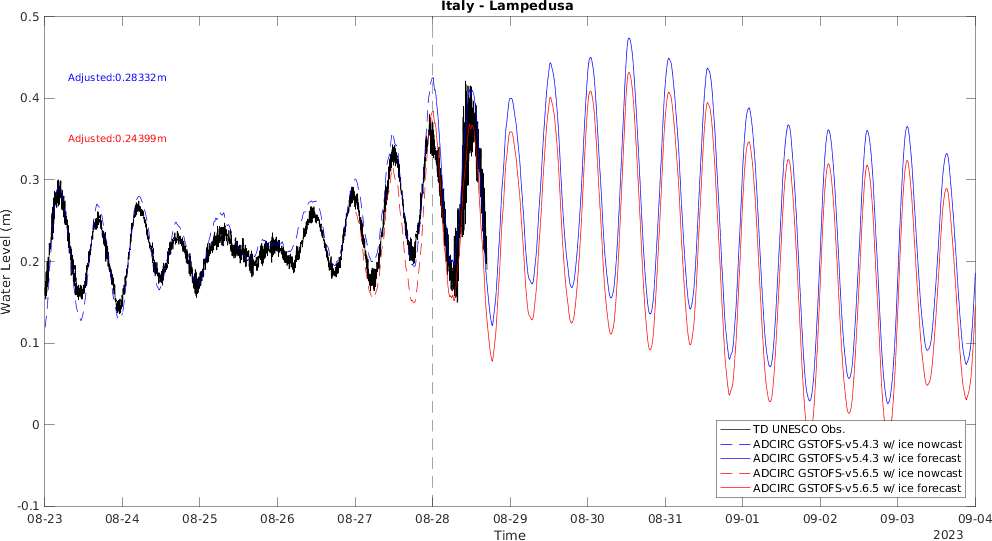 Italy - Lampedusa
0.5
Adjusted:0.28332m
0.4
Adjusted:0.24399m
0.3
Water Level (m)
0.2
0.1
0
TD UNESCO Obs.
ADCIRC GSTOFS-v5.4.3 w/ ice nowcast
ADCIRC GSTOFS-v5.4.3 w/ ice forecast
ADCIRC GSTOFS-v5.6.5 w/ ice nowcast
ADCIRC GSTOFS-v5.6.5 w/ ice forecast
-0.1
08-23 08-24 08-25 08-26 08-27 08-28 08-29 08-30 08-31 09-01 09-02 09-03 09-04
Time
2023